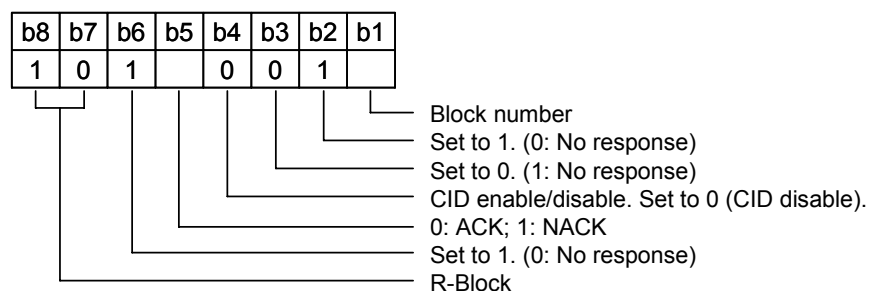 b8 b7 b6 b5 b4 b3 b2 b1
1 0 1 0 0 1
Block number
Set to 1. (0: No response)
Set to 0. (1: No response)
CID enable/disable. Set to 0 (CID disable).
0: ACK; 1: NACK
Set to 1. (0: No response)
R-Block